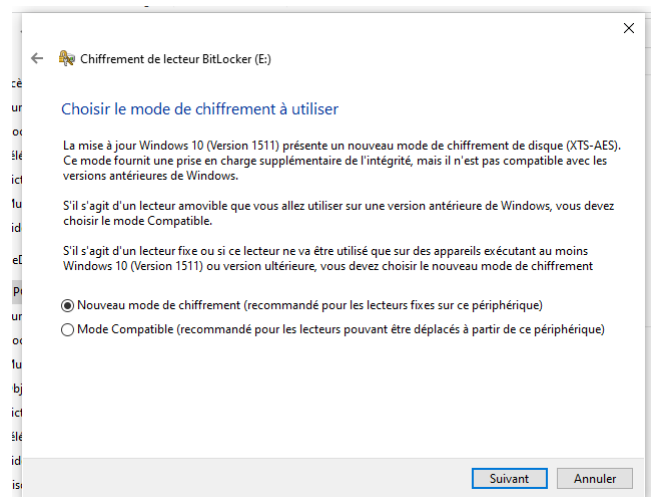 Chiffrement de lecteur BitLocker (E:)
Choisir le mode de chiffrement à utiliser
La mise à jour Windows 10 (Version 1511) présente un nouveau mode de chiffrement de disque (XTS-AES).
Ce mode fournit une prise en charge supplémentaire de l'intégrité, mais il n'est pas compatible avec les
versions antérieures de Windows.
S'il s'agit d'un lecteur amovible que vous allez utiliser sur une version antérieure de Windows, vous devez
choisir le mode Compatible.
S'il s'agit d'un lecteur fixe ou si ce lecteur ne va être utilisé que sur des appareils exécutant au moins
Windows 10 (Version 1511) ou version ultérieure, vous devez choisir le nouveau mode de chiffrement
Nouveau mode de chiffrement (recommandé pour les lecteurs fixes sur ce périphérique)
Mode Compatible (recommandé pour les lecteurs pouvant être déplacés à partir de ce périphérique)
Suivant Annuler